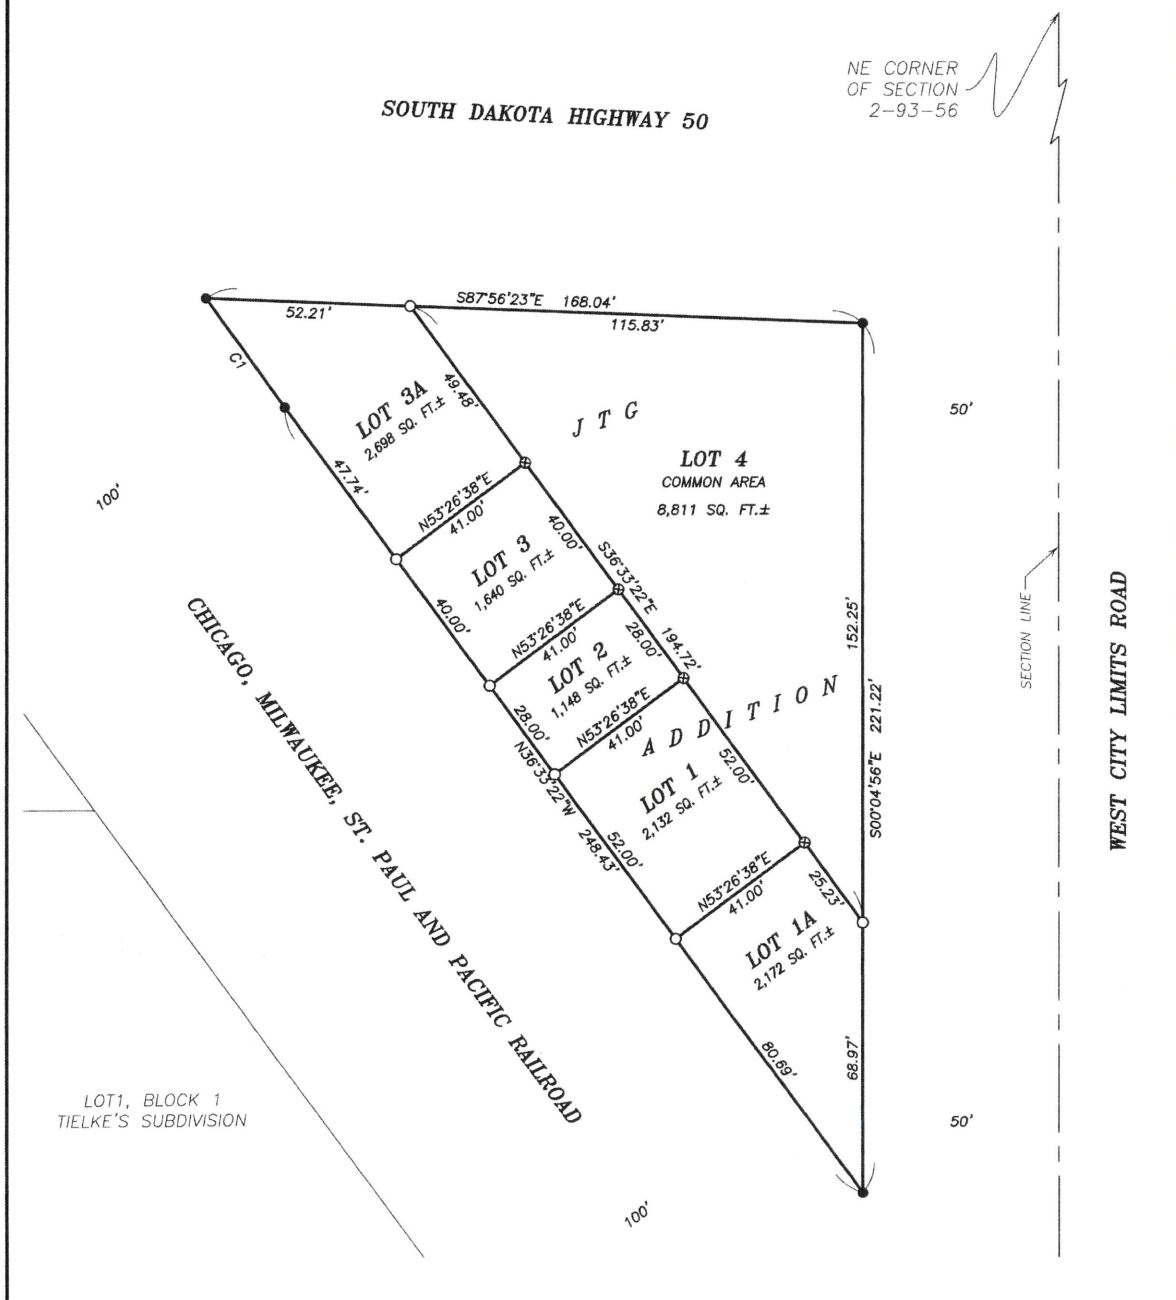 NE CORNER
OF SECTION
2-93-56
SOUTH DAKOTA HIGHWAY 50
S87°56'23"E 168.04'
52.21'
115.83'
C1
LOT 3A
2,698 SQ. FT.±
49.48'
47.74'
100'
JTG
LOT 4
COMMON AREA
8,811 SQ. FT.±
50'
N53°26'38"E
41.00'
LOT 3
1,640 SQ. FT.±
40.00'
40.00'
S36°33'22"E 194.72'
N53°26'38"E
41.00'
LOT 2
1,148 SQ. FT.±
28.00'
28.00'
N53°26'38"E
41.00'
ADDITION
152.25'
S00°04'56"E 221.22'
SECTION LINE
WEST CITY LIMITS ROAD
N36°33'22"W 248.43'
LOT 1
2,132 SQ. FT.±
52.00'
52.00'
N53°26'38"E
41.00'
25.23'
LOT 1A
2,172 SQ. FT.±
80.69'
68.97'
CHICAGO, MILWAUKEE, ST. PAUL AND PACIFIC RAILROAD
LOT1, BLOCK 1
TIELKE'S SUBDIVISION
50'
100'